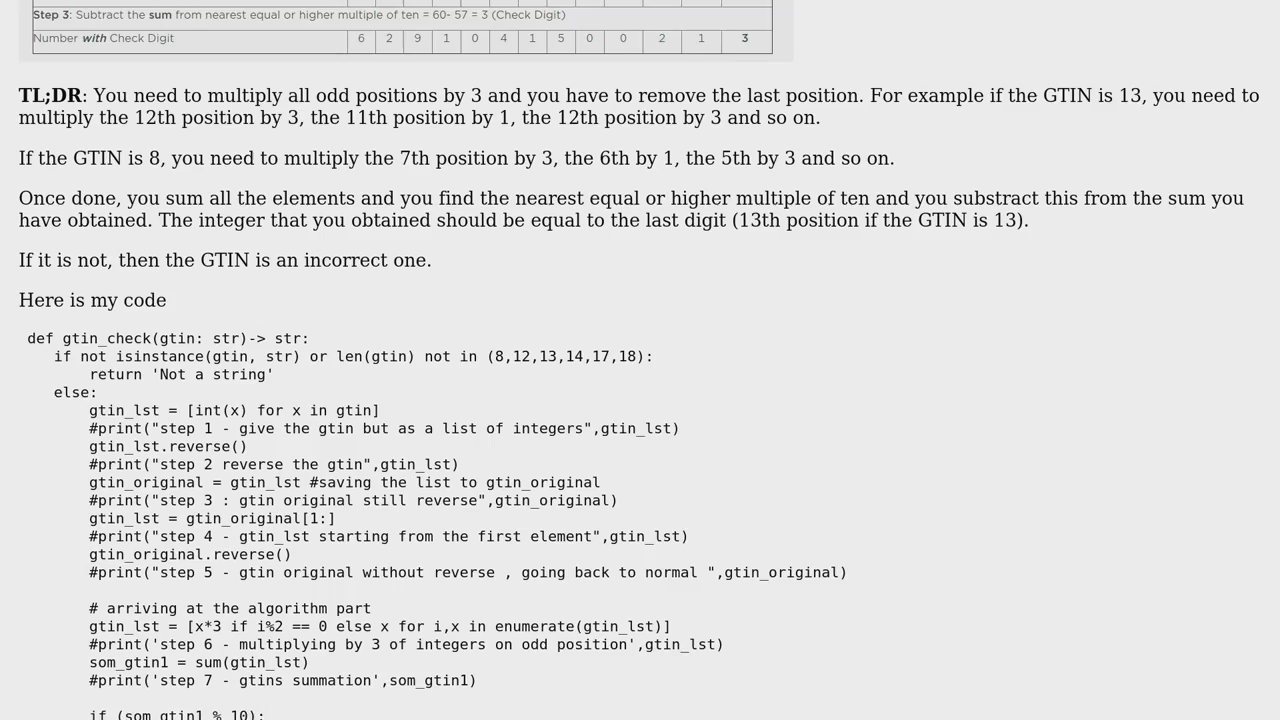 Step 3: Subtract the sum from nearest equal or higher multiple of ten = 60- 57 = 3 (Check Digit)
Number with Check Digit 6 2 9 1 0 4 1 5 0 0 2 1 3
TL;DR: You need to multiply all odd positions by 3 and you have to remove the last position. For example if the GTIN is 13, you need to
multiply the 12th position by 3, the 11th position by 1, the 12th position by 3 and so on.
If the GTIN is 8, you need to multiply the 7th position by 3, the 6th by 1, the 5th by 3 and so on.
Once done, you sum all the elements and you find the nearest equal or higher multiple of ten and you substract this from the sum you
have obtained. The integer that you obtained should be equal to the last digit (13th position if the GTIN is 13).
If it is not, then the GTIN is an incorrect one.
Here is my code
def gtin_check(gtin: str)-> str:
if not isinstance(gtin, str) or len(gtin) not in (8,12,13,14,17,18):
return 'Not a string'
else:
gtin_lst = [int(x) for x in gtin]
#print("step 1 - give the gtin but as a list of integers",gtin_lst)
gtin_lst.reverse()
#print("step 2 reverse the gtin",gtin_lst)
gtin_original = gtin_lst #saving the list to gtin_original
#print("step 3 : gtin original still reverse",gtin_original)
gtin_lst = gtin_original[1:]
#print("step 4 - gtin_lst starting from the first element",gtin_lst)
gtin_original.reverse()
#print("step 5 - gtin original without reverse , going back to normal ",gtin_original)
# arriving at the algorithm part
gtin_lst = [x*3 if i%2 == 0 else x for i,x in enumerate(gtin_lst)]
#print('step 6 - multiplying by 3 of integers on odd position',gtin_lst)
som_gtin1 = sum(gtin_lst)
#print('step 7 - gtins summation',som_gtin1)
if (som_gtin1 % 10):